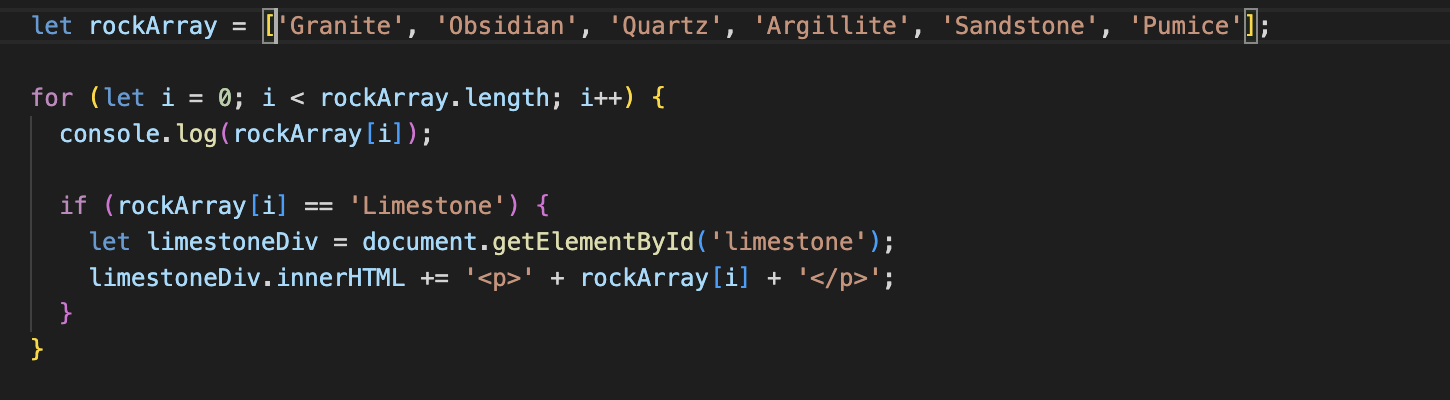 let rockArray = ['Granite', 'Obsidian', 'Quartz', 'Argillite', 'Sandstone', 'Pumice'];
for (let i = 0; i < rockArray.length; i++) {
console.log(rockArray[i]);
if (rockArray[i] == 'Limestone') {
let limestoneDiv = document.getElementById('limestone');
limestoneDiv.innerHTML += '<p>' + rockArray[i] + '</p>';
}
}